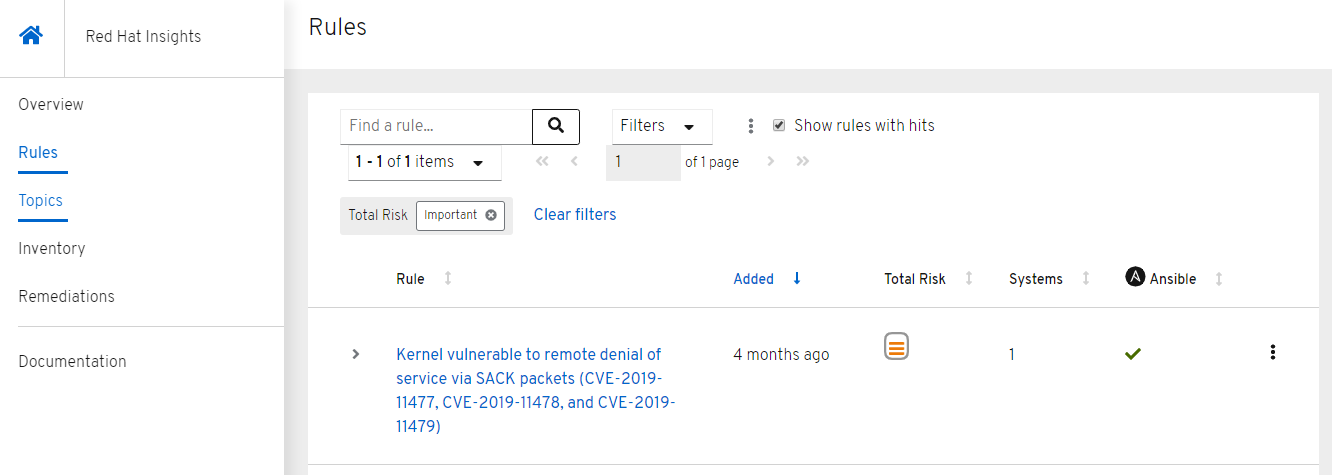 Red Hat Insights
Overview
Rules
Topics
Inventory
Remediations
Documentation
Rules
Find a rule...
Filters
Show rules with hits
1 - 1 of 1 items
1 of 1 page
Total Risk Important
Clear filters
Rule Added Total Risk Systems A Ansible
Kernel vulnerable to remote denial of
service via SACK packets (CVE-2019-
11477, CVE-2019-11478, and CVE-2019-
11479)
4 months ago
1